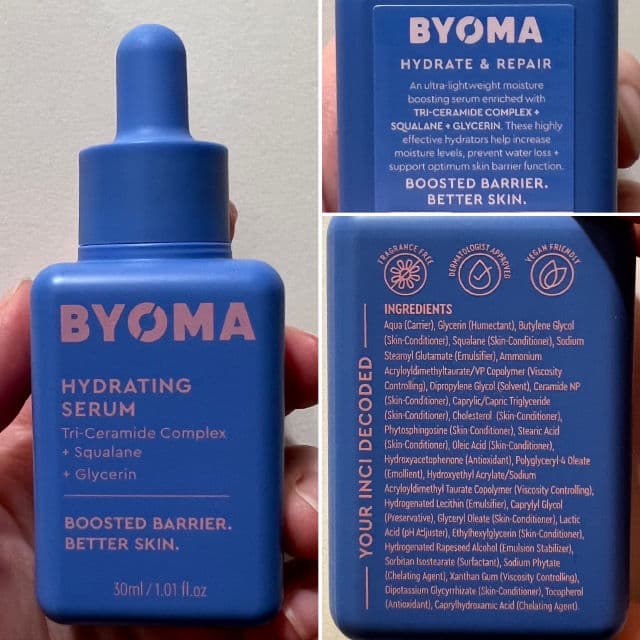 BYOMA
HYDRATING
SERUM
Tri-Ceramide Complex
+ Squalane
+ Glycerin
BOOSTED BARRIER.
BETTER SKIN.
30ml / 1.01 fl.oz
BYOMA
HYDRATE & REPAIR
An ultra-lightweight moisture
boosting serum enriched with
TRI-CERAMIDE COMPLEX +
SQUALANE + GLYCERIN. These highly
effective hydrators help increase
moisture levels, prevent water loss +
support optimum skin barrier function.
BOOSTED BARRIER.
BETTER SKIN.
FRAGRANCE FREE
DERMATOLOGIST APPROVED
VEGAN FRIENDLY
YOUR INCI DECODED
INGREDIENTS
Aqua (Carrier), Glycerin (Humectant), Butylene Glycol
(Skin-Conditioner), Squalane (Skin-Conditioner), Sodium
Stearoyl Glutamate (Emulsifier), Ammonium
Acryloyldimethyltaurate/VP Copolymer (Viscosity
Controlling), Dipropylene Glycol (Solvent), Ceramide NP
(Skin-Conditioner), Caprylic/Capric Triglyceride
(Skin-Conditioner), Cholesterol (Skin-Conditioner),
Phytosphingosine (Skin-Conditioner), Stearic Acid
(Skin-Conditioner), Oleic Acid (Skin-Conditioner),
Hydroxyacetophenone (Antioxidant), Polyglyceryl-4 Oleate
(Emollient), Hydroxyethyl Acrylate/Sodium
Acryloyldimethyl Taurate Copolymer (Viscosity Controlling),
Hydrogenated Lecithin (Emulsifier), Caprylyl Glycol
(Preservative), Glyceryl Oleate (Skin-Conditioner), Lactic
Acid (pH Adjuster), Ethylhexylglycerin (Skin-Conditioner),
Hydrogenated Rapeseed Alcohol (Emulsion Stabilizer),
Sorbitan Isostearate (Surfactant), Sodium Phytate
(Chelating Agent), Xanthan Gum (Viscosity Controlling),
Dipotassium Glycyrrhizate (Skin-Conditioner), Tocopherol
(Antioxidant), Caprylhydroxamic Acid (Chelating Agent).